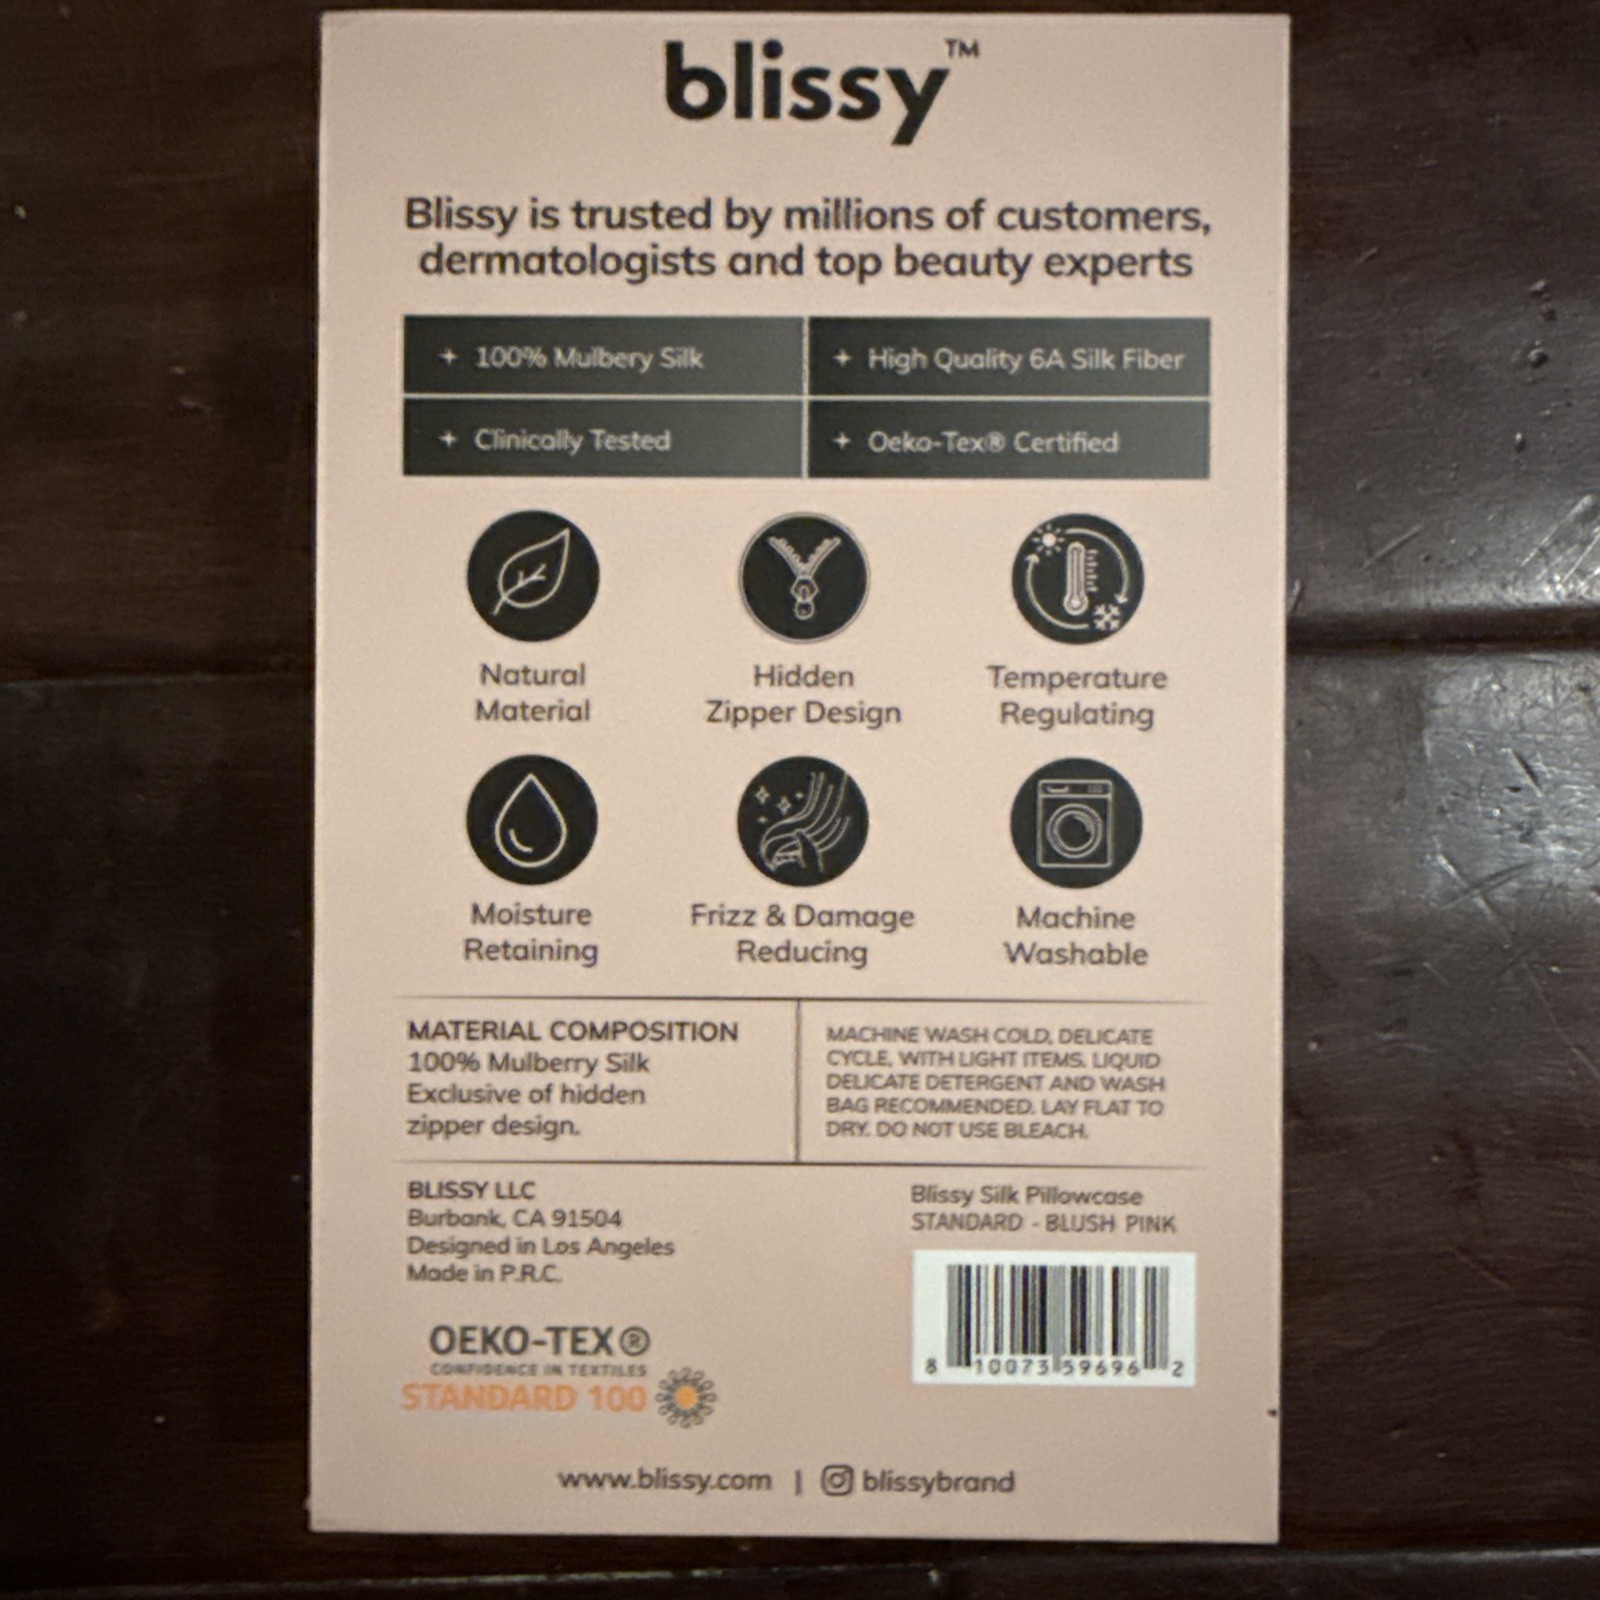 blissy™
Blissy is trusted by millions of customers,
dermatologists and top beauty experts
+ 100% Mulbery Silk
+ High Quality 6A Silk Fiber
+ Clinically Tested
+ Oeko-Tex® Certified
Natural
Material
Hidden
Zipper Design
Temperature
Regulating
Moisture
Retaining
Frizz & Damage
Reducing
Machine
Washable
MATERIAL COMPOSITION
100% Mulberry Silk
Exclusive of hidden
zipper design.
MACHINE WASH COLD, DELICATE
CYCLE, WITH LIGHT ITEMS. LIQUID
DELICATE DETERGENT AND WASH
BAG RECOMMENDED. LAY FLAT TO
DRY. DO NOT USE BLEACH.
BLISSY LLC
Burbank, CA 91504
Designed in Los Angeles
Made in P.R.C.
Blissy Silk Pillowcase
STANDARD - BLUSH PINK
8 10073 59696 2
OEKO-TEX®
CONFIDENCE IN TEXTILES
STANDARD 100
www.blissy.com | blissybrand